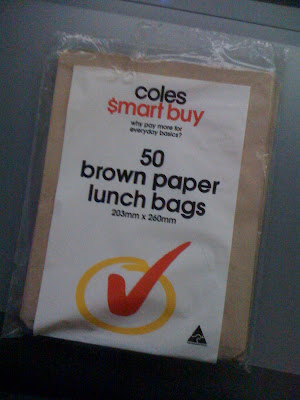 coles
$mart buy
why pay more for
everyday basics?
50
brown paper
lunch bags
203mm x 260mm